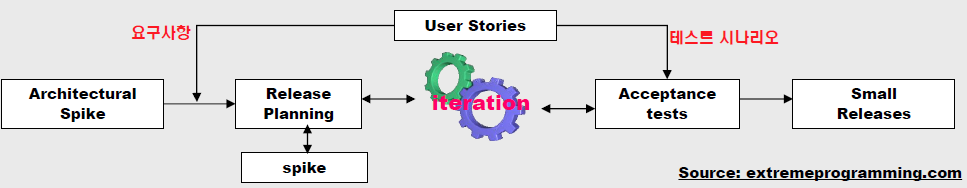 User Stories
요구사항
테스트 시나리오
Architectural
Spike
Release
Planning
iteration
Acceptance
tests
Small
Releases
spike
Source: extremeprogramming.com